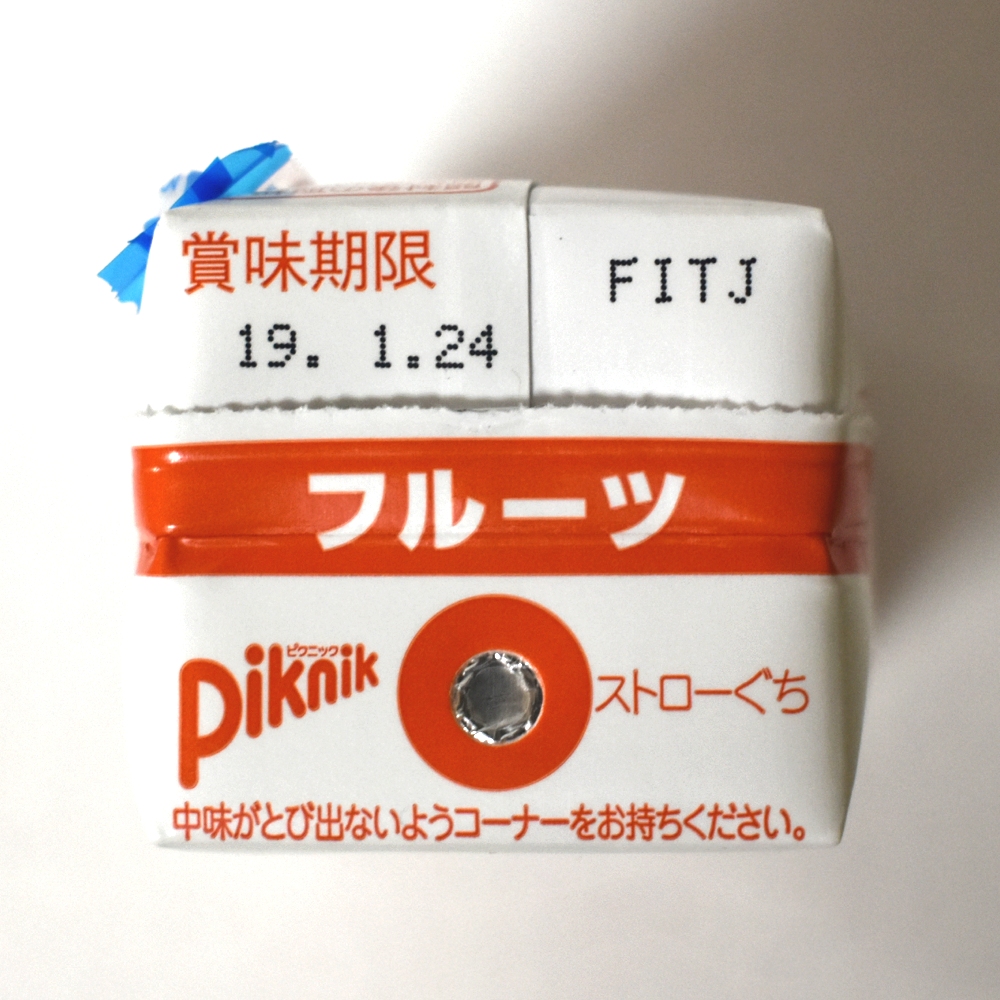 賞味期限
19. 1.24
FITJ
フルーツ
ピクニック
Piknik
ストローぐち
中味がとび出ないようコーナーをお持ちください。